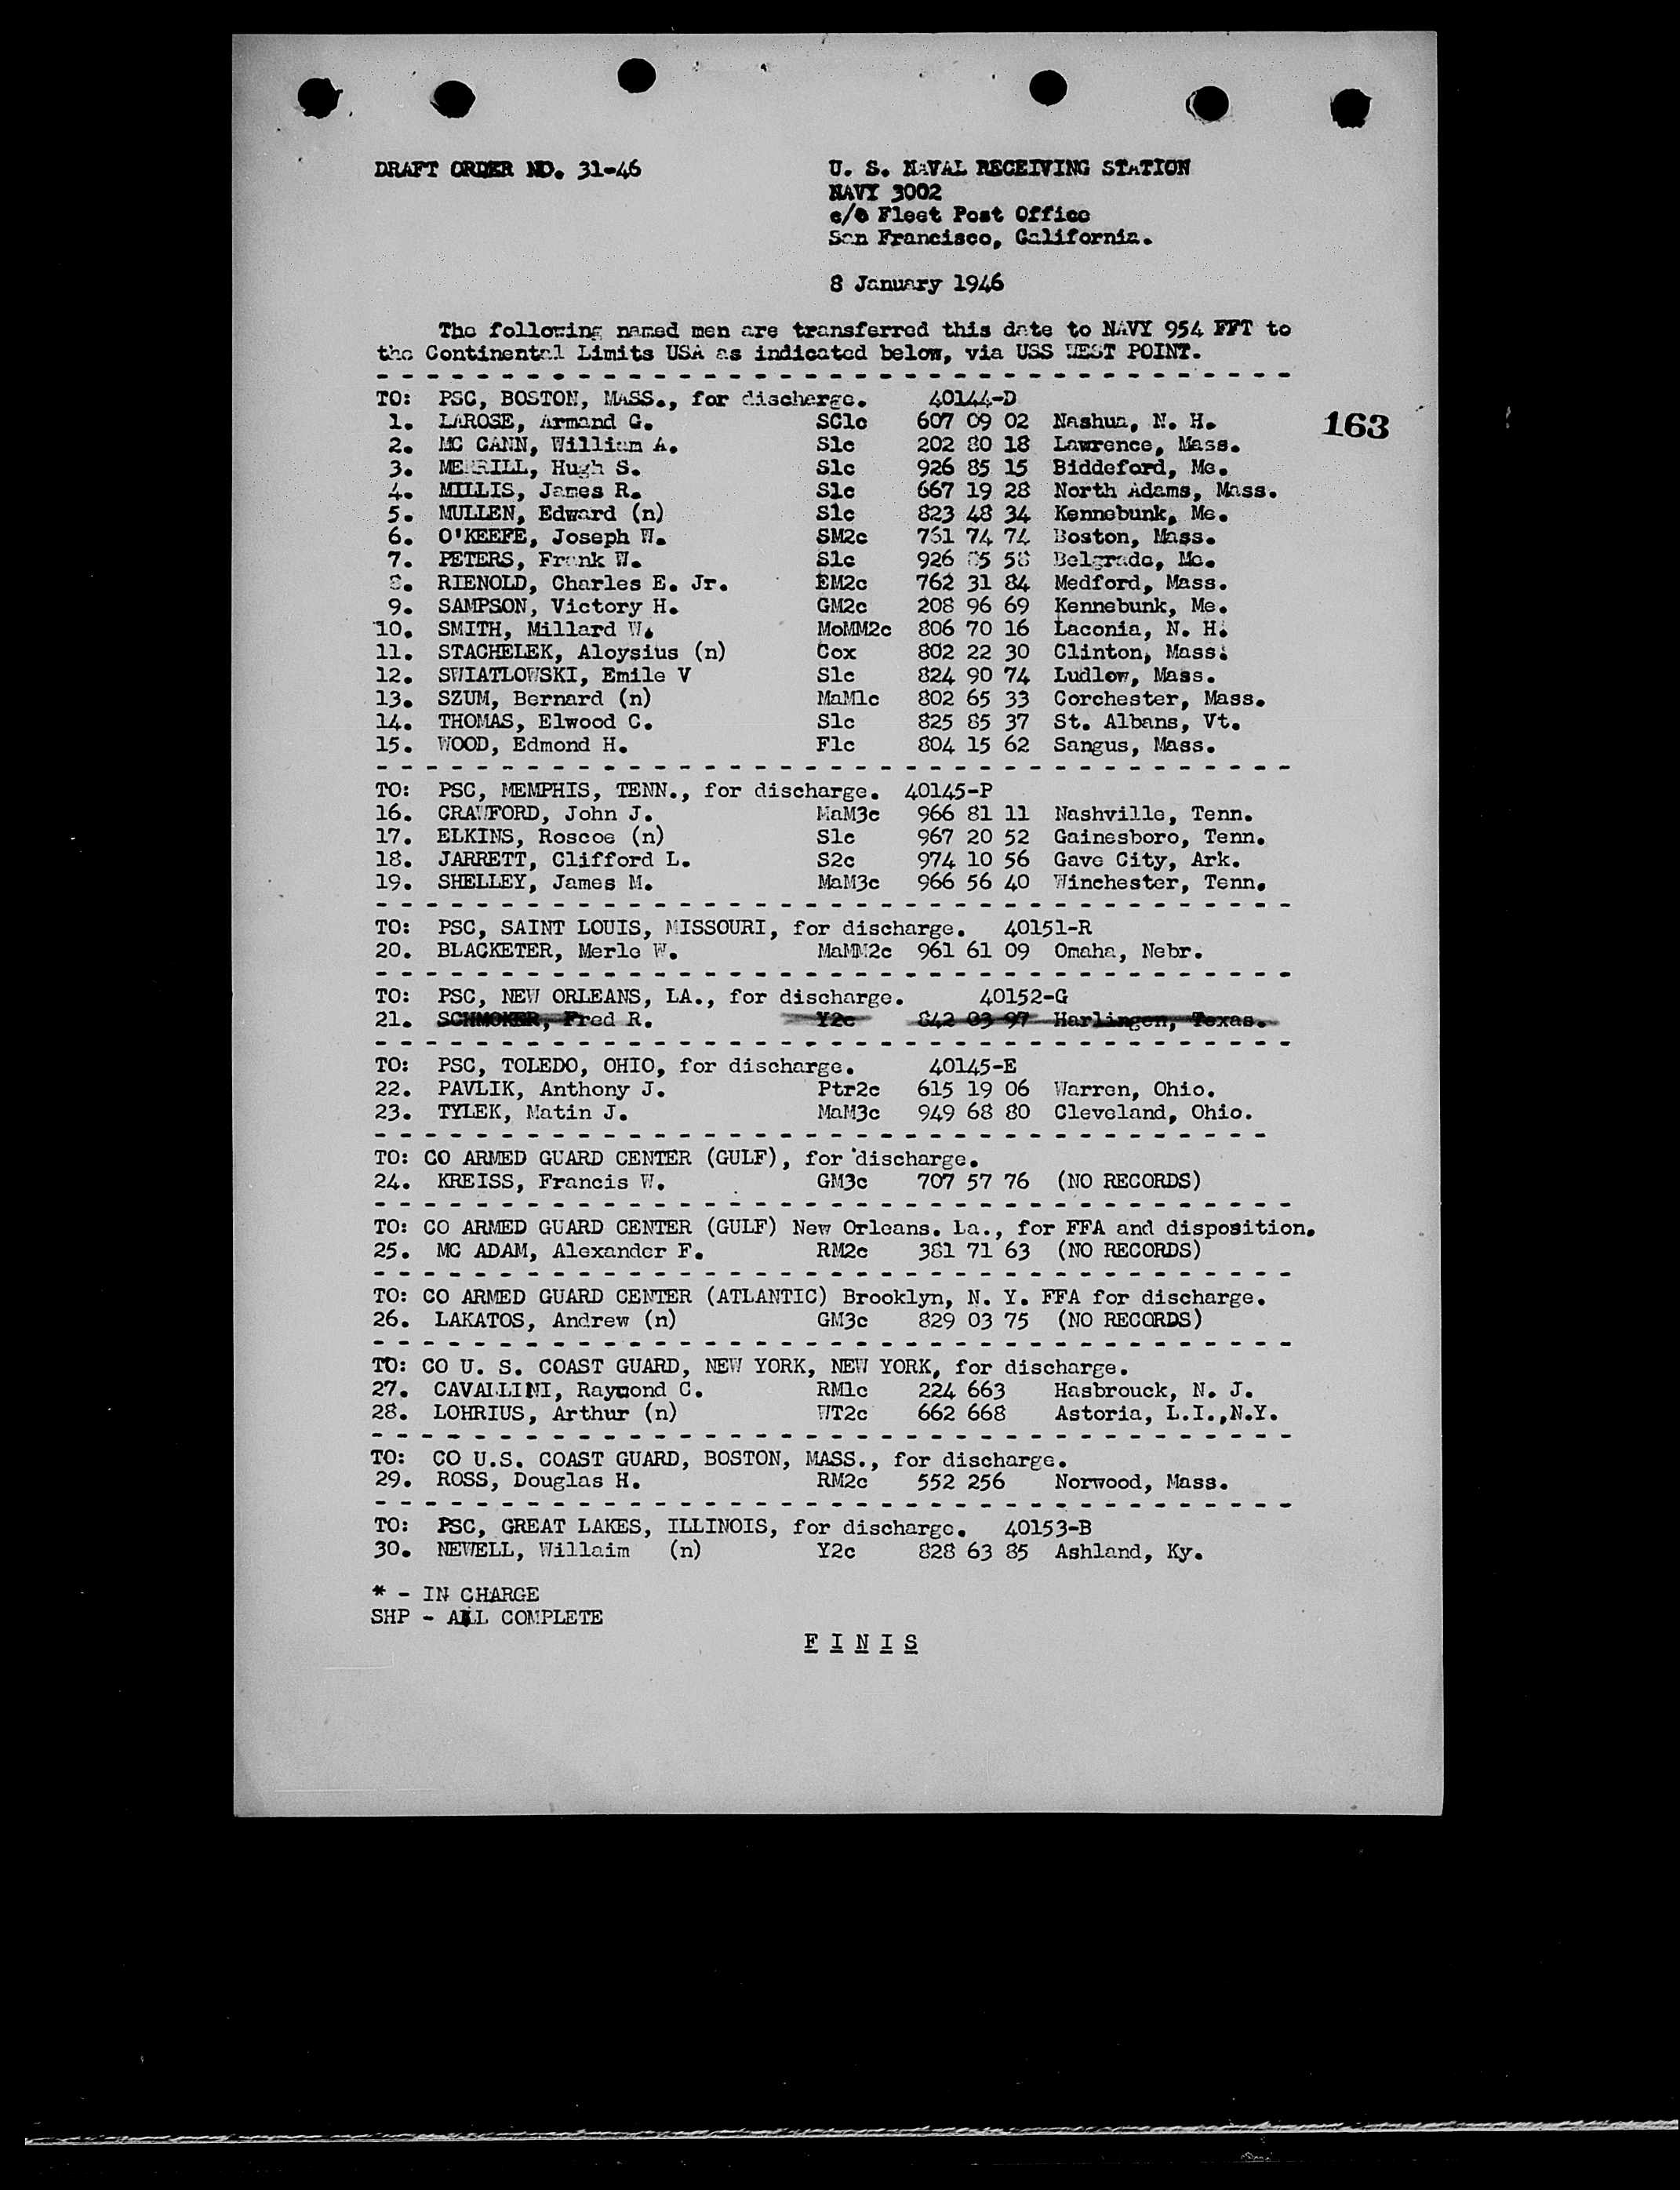 DRAFT ORDER NO. 31-46
U. S. NAVAL RECEIVING STATION
NAVY 3002
c/o Fleet Post Office
San Francisco, California.
8 January 1946
The following named men are transferred this date to NAVY 954 FFT to
the Continental Limits USA as indicated below, via USS WEST POINT.
TO: PSC, BOSTON, MASS., for discharge. 40144-D
163
1. LAROSE, Armand G. SC1c 607 09 02 Nashua, N. H.
2. MC CANN, William A. S1c 202 80 18 Lawrence, Mass.
3. MERRILL, Hugh S. S1c 926 85 15 Biddeford, Me.
4. MILLIS, James R. S1c 667 19 28 North Adams, Mass.
5. MULLEN, Edward (n) S1c 823 48 34 Kennebunk, Me.
6. O'KEEFE, Joseph W. SM2c 761 74 74 Boston, Mass.
7. PETERS, Frank W. S1c 926 85 58 Belgrade, Me.
8. RIENOLD, Charles E. Jr. EM2c 762 31 84 Medford, Mass.
9. SAMPSON, Victory H. GM2c 208 96 69 Kennebunk, Me.
10. SMITH, Millard W. MoMM2c 806 70 16 Laconia, N. H.
11. STACHELEK, Aloysius (n) Cox 802 22 30 Clinton, Mass.
12. SWIATLOWSKI, Emile V S1c 824 90 74 Ludlow, Mass.
13. SZUM, Bernard (n) MaM1c 802 65 33 Corchester, Mass.
14. THOMAS, Elwood C. S1c 825 85 37 St. Albans, Vt.
15. WOOD, Edmond H. F1c 804 15 62 Sangus, Mass.
TO: PSC, MEMPHIS, TENN., for discharge. 40145-P
16. CRAWFORD, John J. MaM3c 966 81 11 Nashville, Tenn.
17. ELKINS, Roscoe (n) S1c 967 20 52 Gainesboro, Tenn.
18. JARRETT, Clifford L. S2c 974 10 56 Gave City, Ark.
19. SHELLEY, James M. MaM3c 966 56 40 Winchester, Tenn.
TO: PSC, SAINT LOUIS, MISSOURI, for discharge. 40151-R
20. BLACKETER, Merle W. MaMM2c 961 61 09 Omaha, Nebr.
TO: PSC, NEW ORLEANS, LA., for discharge. 40152-G
21. SCHMOKER, Fred R. Y2c 842 03 97 Harlingen, Texas.
TO: PSC, TOLEDO, OHIO, for discharge. 40145-E
22. PAVLIK, Anthony J. Ptr2c 615 19 06 Warren, Ohio.
23. TYLEK, Matin J. MaM3c 949 68 80 Cleveland, Ohio.
TO: CO ARMED GUARD CENTER (GULF), for discharge.
24. KREISS, Francis W. GM3c 707 57 76 (NO RECORDS)
TO: CO ARMED GUARD CENTER (GULF) New Orleans. La., for FFA and disposition.
25. MC ADAM, Alexander F. RM2c 381 71 63 (NO RECORDS)
TO: CO ARMED GUARD CENTER (ATLANTIC) Brooklyn, N. Y. FFA for discharge.
26. LAKATOS, Andrew (n) GM3c 829 03 75 (NO RECORDS)
TO: CO U. S. COAST GUARD, NEW YORK, NEW YORK, for discharge.
27. CAVALLINI, Raymond C. RM1c 224 663 Hasbrouck, N. J.
28. LOHRIUS, Arthur (n) WT2c 662 668 Astoria, L.I.,N.Y.
TO: CO U.S. COAST GUARD, BOSTON, MASS., for discharge.
29. ROSS, Douglas H. RM2c 552 256 Norwood, Mass.
TO: PSC, GREAT LAKES, ILLINOIS, for discharge. 40153-B
30. NEWELL, Willaim (n) Y2c 828 63 85 Ashland, Ky.
* - IN CHARGE
SHP - ALL COMPLETE
F I N I S